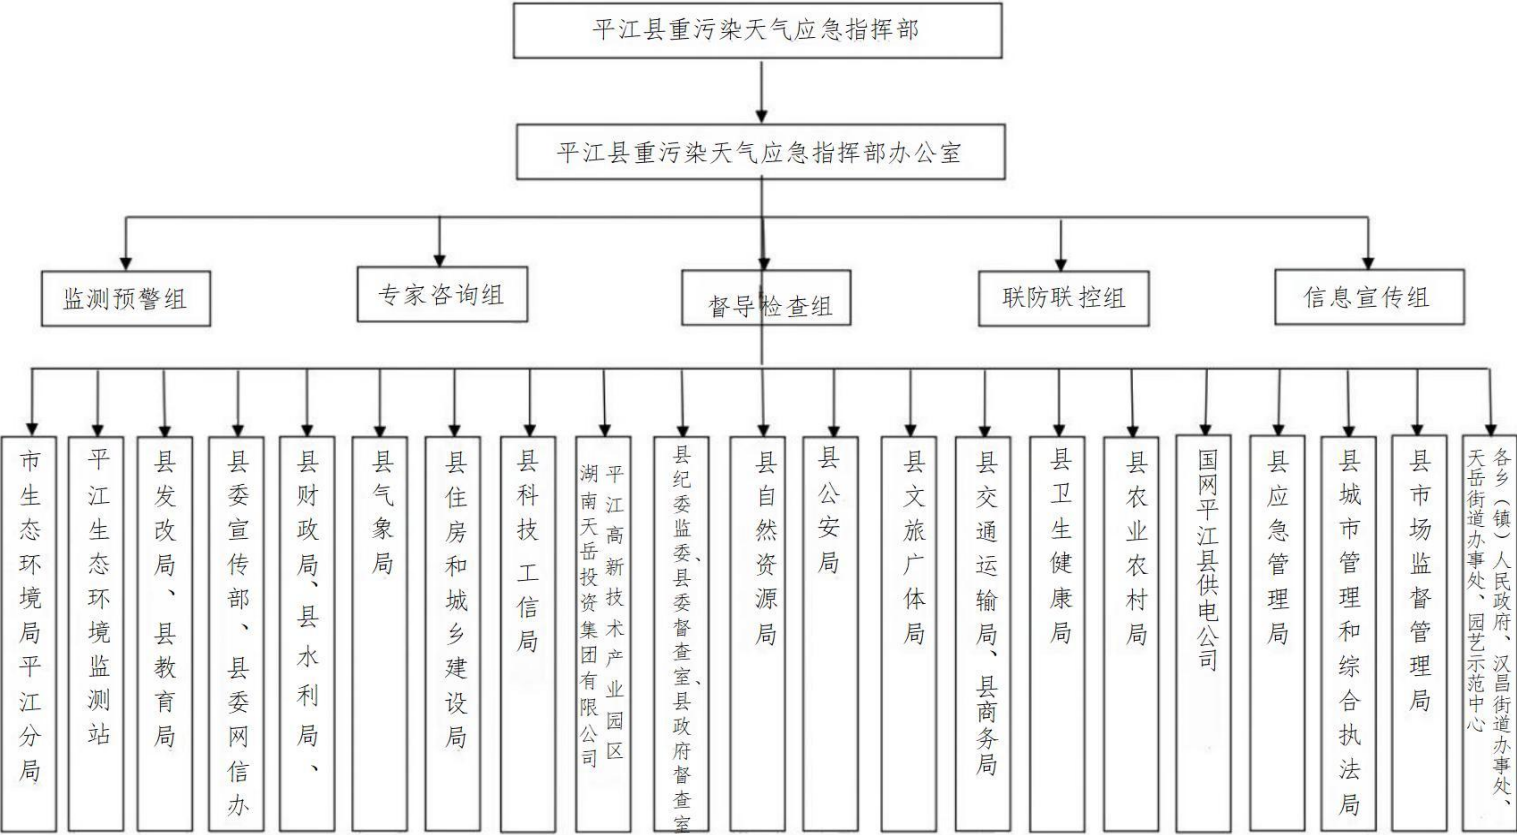 平江县重污染天气应急指挥部
平江县重污染天气应急指挥部办公室
监测预警组
专家咨询组
督导检查组
联防联控组
信息宣传组
市生态环境局平江分局
平江生态环境监测站
县发改局、县教育局
县委宣传部、县委网信办
县财政局、县水利局、
县气象局
县住房和城乡建设局
县科技工信局
平江高新技术产业园区
湖南天岳投资集团有限公司
县纪委监委、县委督查室、县政府督查室
县自然资源局
县公安局
县文旅广体局
县交通运输局、县商务局
县卫生健康局
县农业农村局
国网平江县供电公司
县应急管理局
县城市管理和综合执法局
县市场监督管理局
各乡（镇）人民政府、汉昌街道办事处、
天岳街道办事处、园艺示范中心